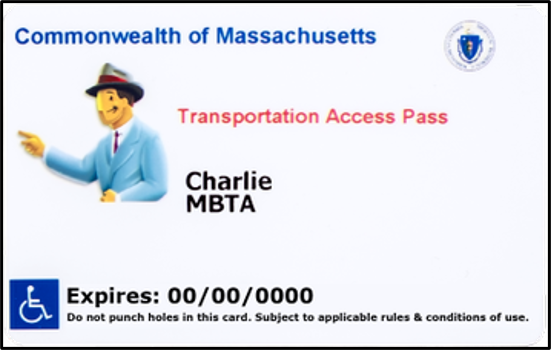 Commonwealth of Massachusetts
Transportation Access Pass
Charlie
MBTA
Expires: 00/00/0000
Do not punch holes in this card. Subject to applicable rules & conditions of use.